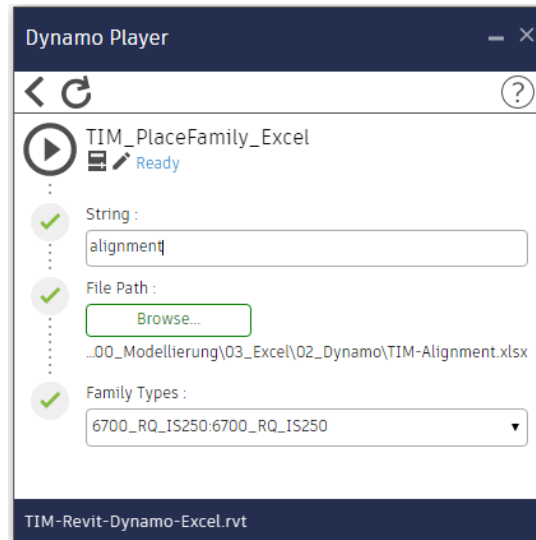 Dynamo Player
TIM_PlaceFamily_Excel
Ready
String :
alignment
File Path :
Browse...
...00_Modellierung\03_Excel\02_Dynamo\TIM-Alignment.xlsx
Family Types :
6700_RQ_IS250:6700_RQ_IS250
TIM-Revit-Dynamo-Excel.rvt